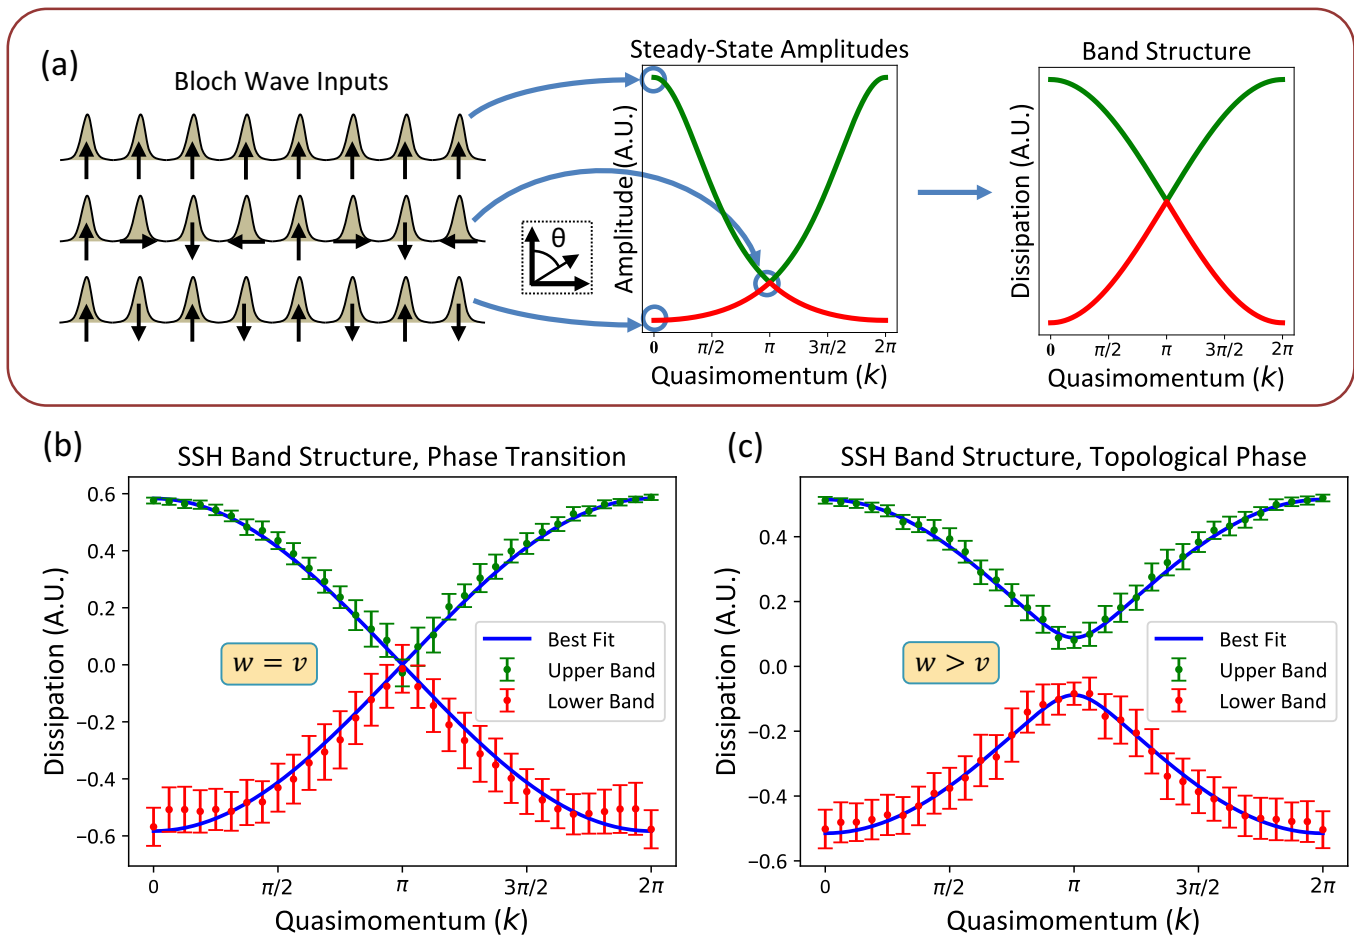 (a)
Bloch Wave Inputs
θ
Steady-State Amplitudes
Amplitude (A.U.)
0 π/2 π 3π/2 2π
Quasimomentum (k)
Band Structure
Dissipation (A.U.)
0 π/2 π 3π/2 2π
Quasimomentum (k)
(b)
SSH Band Structure, Phase Transition
Dissipation (A.U.)
0.6
0.4
0.2
0.0
−0.2
−0.4
−0.6
w = v
Best Fit
Upper Band
Lower Band
0 π/2 π 3π/2 2π
Quasimomentum (k)
(c)
SSH Band Structure, Topological Phase
Dissipation (A.U.)
0.4
0.2
0.0
−0.2
−0.4
−0.6
w > v
Best Fit
Upper Band
Lower Band
0 π/2 π 3π/2 2π
Quasimomentum (k)